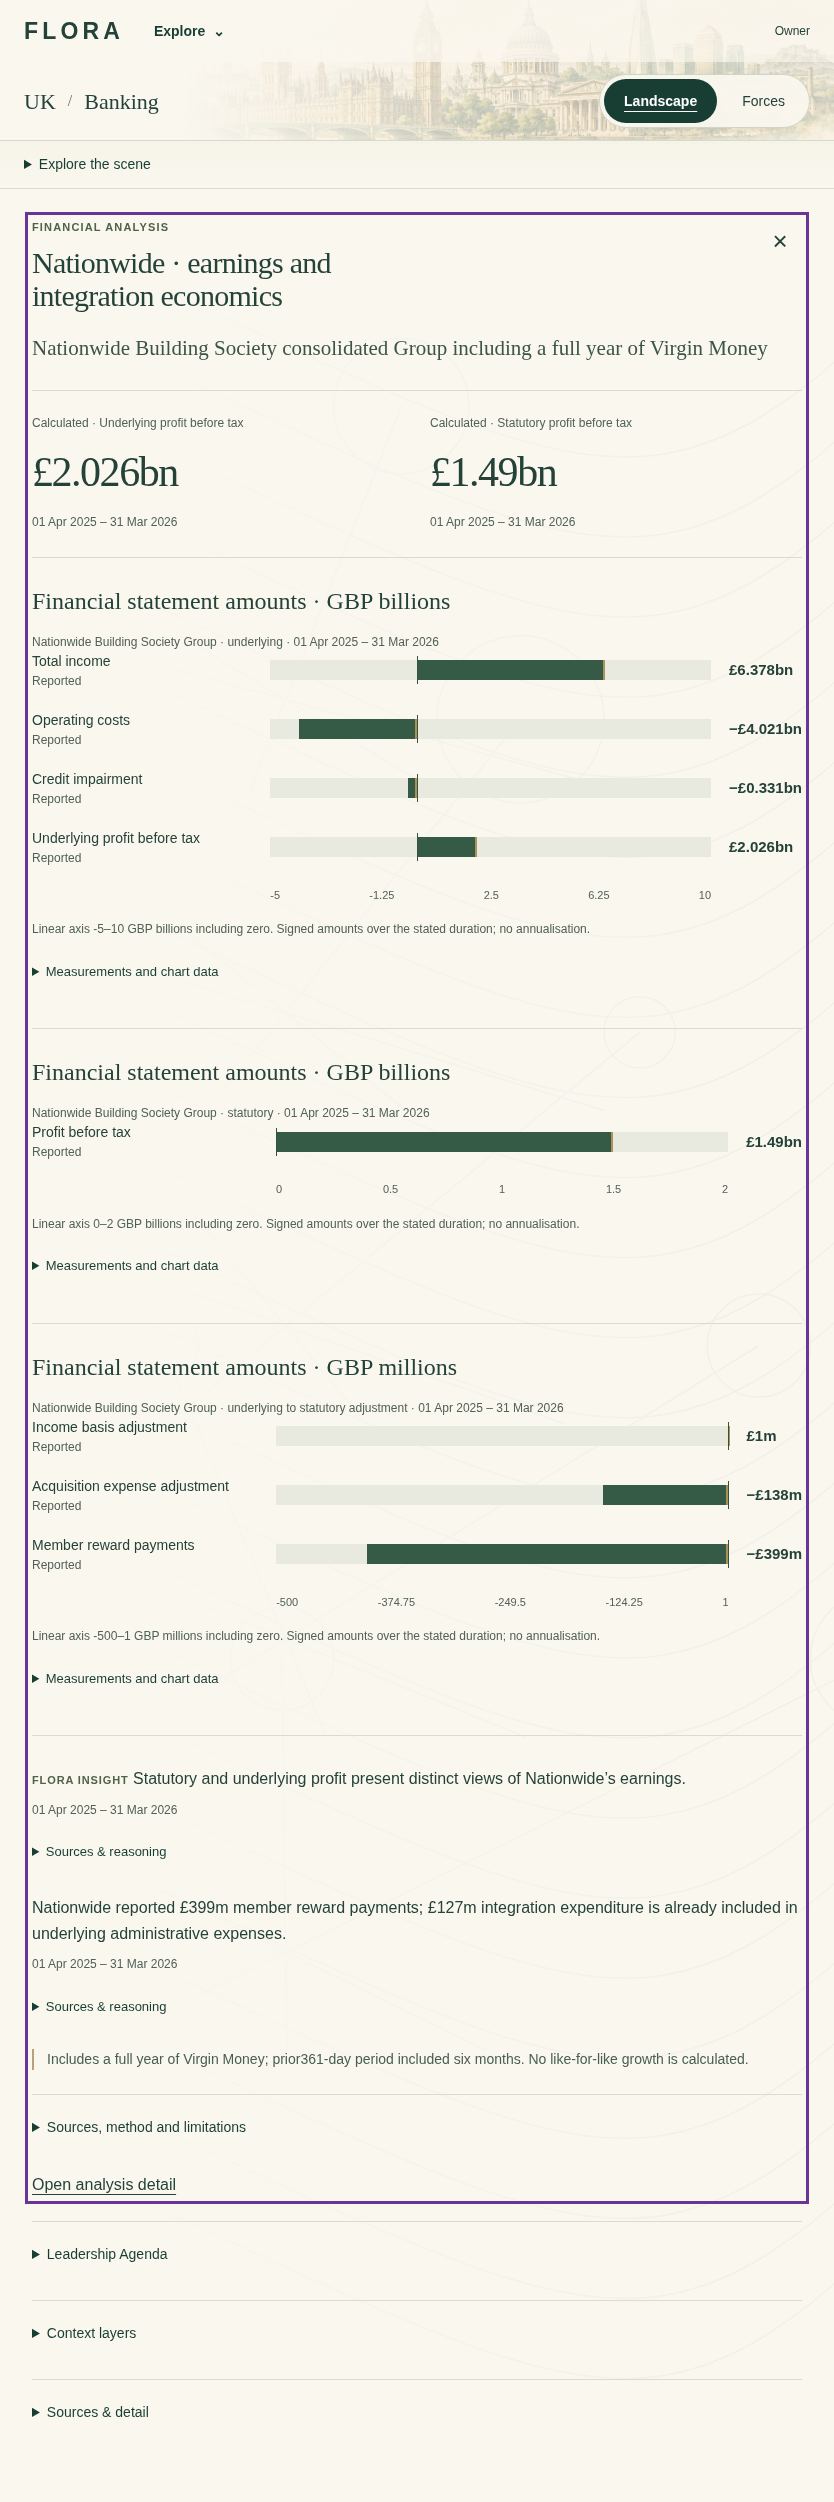 FLORA
Explore
Owner
UK / Banking
Landscape
Forces
Explore the scene
FINANCIAL ANALYSIS
✕
Nationwide · earnings and
integration economics
Nationwide Building Society consolidated Group including a full year of Virgin Money
Calculated · Underlying profit before tax
£2.026bn
01 Apr 2025 – 31 Mar 2026
Calculated · Statutory profit before tax
£1.49bn
01 Apr 2025 – 31 Mar 2026
Financial statement amounts · GBP billions
Nationwide Building Society Group · underlying · 01 Apr 2025 – 31 Mar 2026
Total income
Reported
£6.378bn
Operating costs
Reported
−£4.021bn
Credit impairment
Reported
−£0.331bn
Underlying profit before tax
Reported
£2.026bn
-5 -1.25 2.5 6.25 10
Linear axis -5–10 GBP billions including zero. Signed amounts over the stated duration; no annualisation.
Measurements and chart data
Financial statement amounts · GBP billions
Nationwide Building Society Group · statutory · 01 Apr 2025 – 31 Mar 2026
Profit before tax
Reported
£1.49bn
0 0.5 1 1.5 2
Linear axis 0–2 GBP billions including zero. Signed amounts over the stated duration; no annualisation.
Measurements and chart data
Financial statement amounts · GBP millions
Nationwide Building Society Group · underlying to statutory adjustment · 01 Apr 2025 – 31 Mar 2026
Income basis adjustment
Reported
£1m
Acquisition expense adjustment
Reported
−£138m
Member reward payments
Reported
−£399m
-500 -374.75 -249.5 -124.25 1
Linear axis -500–1 GBP millions including zero. Signed amounts over the stated duration; no annualisation.
Measurements and chart data
FLORA INSIGHT Statutory and underlying profit present distinct views of Nationwide’s earnings.
01 Apr 2025 – 31 Mar 2026
Sources & reasoning
Nationwide reported £399m member reward payments; £127m integration expenditure is already included in
underlying administrative expenses.
01 Apr 2025 – 31 Mar 2026
Sources & reasoning
Includes a full year of Virgin Money; prior361-day period included six months. No like-for-like growth is calculated.
Sources, method and limitations
Open analysis detail
Leadership Agenda
Context layers
Sources & detail